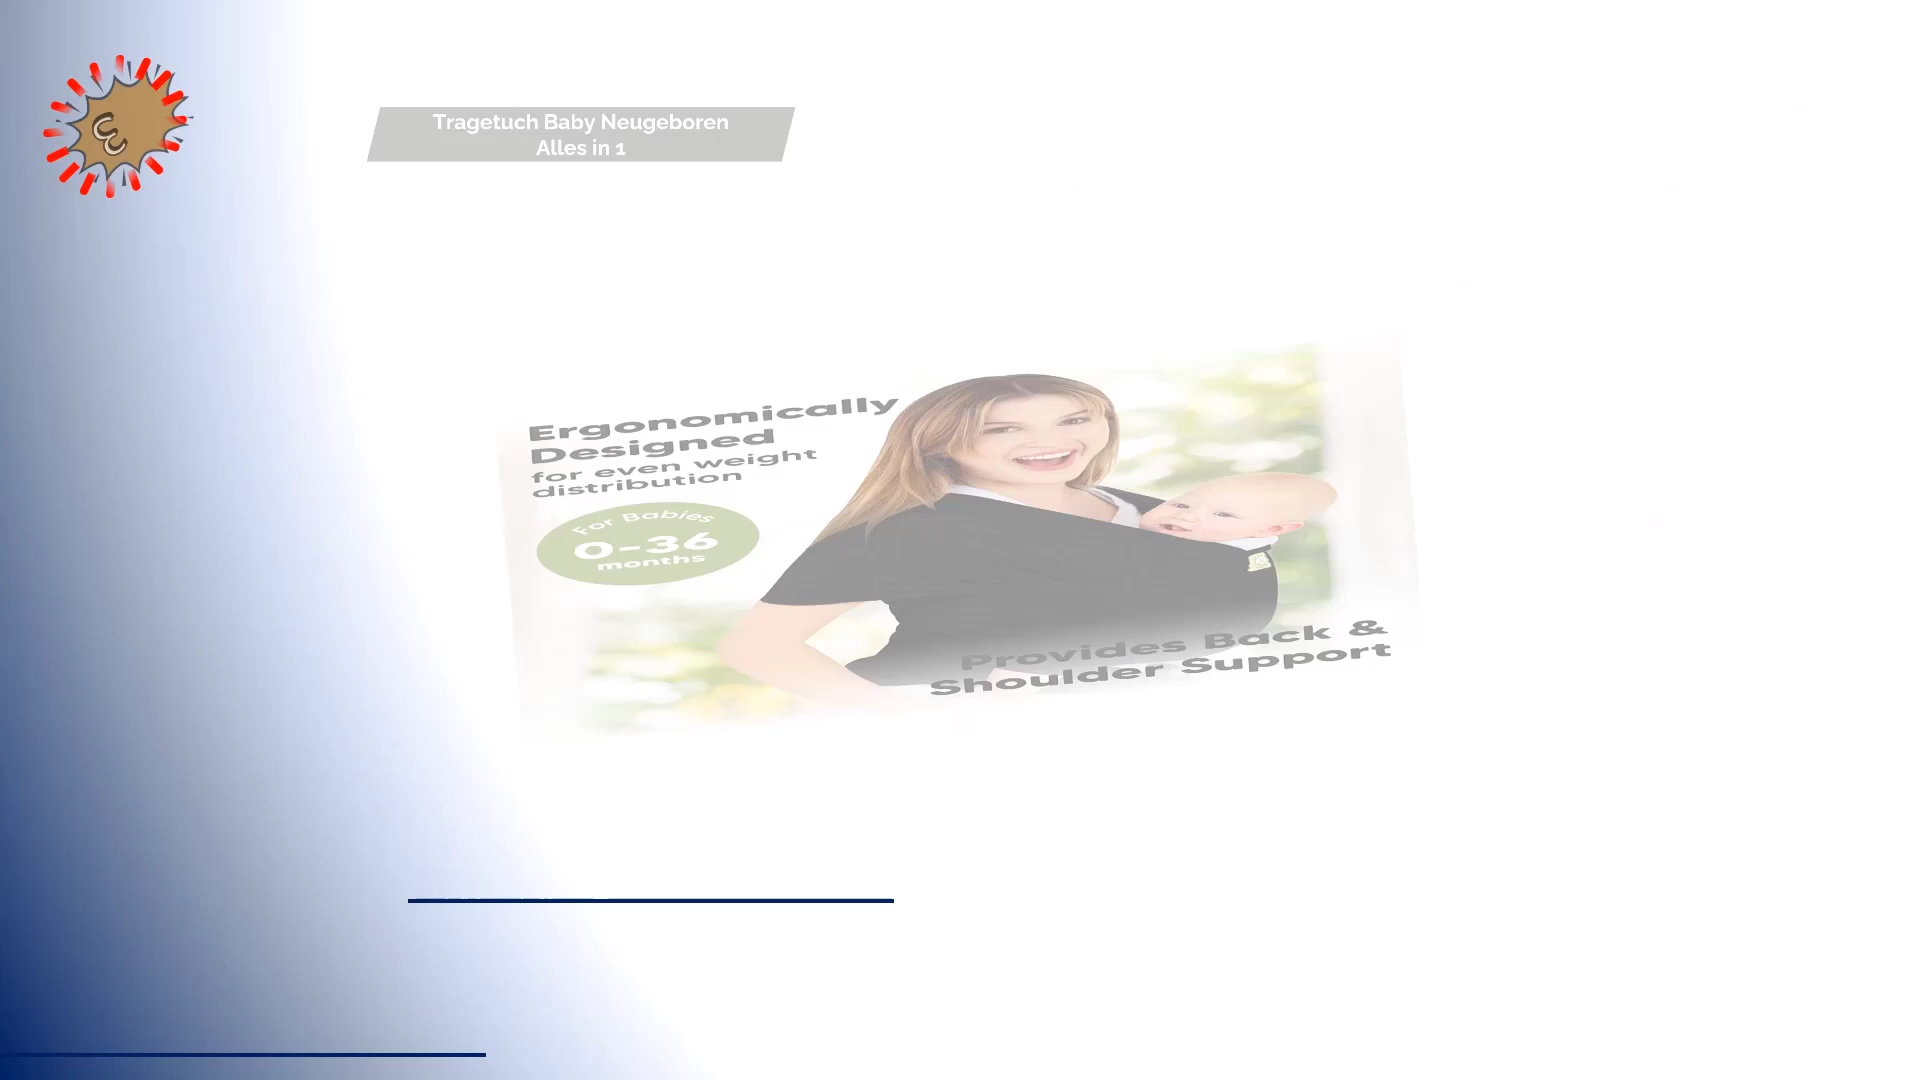 Tragetuch Baby Neugeboren
Alles in 1
Ergonomically
Designed
for even weight
distribution
For Babies
0-36
months
Provides Back &
Shoulder Support